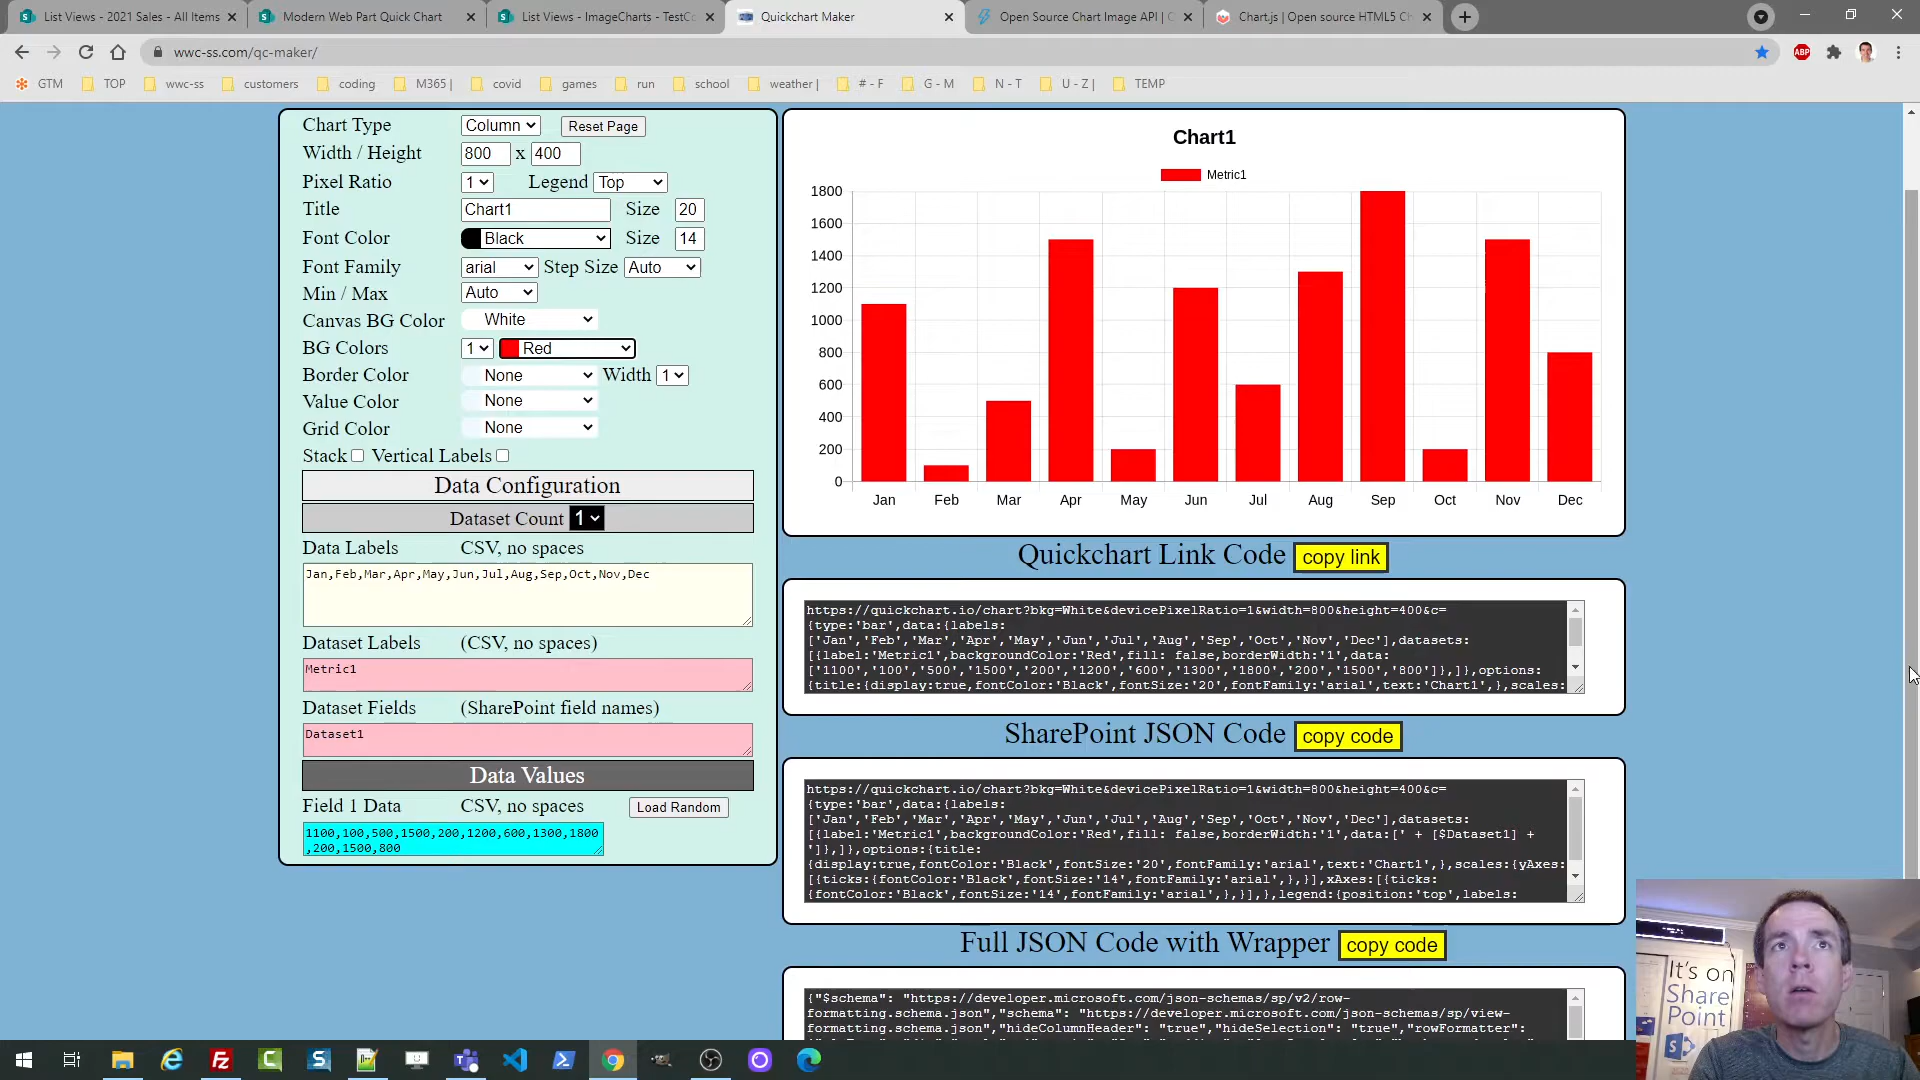 List Views - 2021 Sales - All Items
Modern Web Part Quick Chart
List Views - ImageCharts - TestCo
Quickchart Maker
Open Source Chart Image API | C
Chart.js | Open source HTML5 Ch
wwc-ss.com/qc-maker/
ABP
GTM TOP wwc-ss customers coding M365 | covid games run school weather | # - F G - M N - T U - Z | TEMP
Chart Type Column Reset Page
Width / Height 800 x 400
Pixel Ratio 1 Legend Top
Title Chart1 Size 20
Font Color Black Size 14
Font Family arial Step Size Auto
Min / Max Auto
Canvas BG Color White
BG Colors 1 Red
Border Color None Width 1
Value Color None
Grid Color None
Stack Vertical Labels
Data Configuration
Dataset Count 1
Data Labels CSV, no spaces
Jan,Feb,Mar,Apr,May,Jun,Jul,Aug,Sep,Oct,Nov,Dec
Dataset Labels (CSV, no spaces)
Metric1
Dataset Fields (SharePoint field names)
Dataset1
Data Values
Field 1 Data CSV, no spaces Load Random
1100,100,500,1500,200,1200,600,1300,1800
,200,1500,800
Chart1
Metric1
1800
1600
1400
1200
1000
800
600
400
200
0
Jan Feb Mar Apr May Jun Jul Aug Sep Oct Nov Dec
Quickchart Link Code copy link
https://quickchart.io/chart?bkg=White&devicePixelRatio=1&width=800&height=400&c=
{type:'bar',data:{labels:
['Jan','Feb','Mar','Apr','May','Jun','Jul','Aug','Sep','Oct','Nov','Dec'],datasets:
[{label:'Metric1',backgroundColor:'Red',fill: false,borderWidth:'1',data:
['1100','100','500','1500','200','1200','600','1300','1800','200','1500','800']},]},options:
{title:{display:true,fontColor:'Black',fontSize:'20',fontFamily:'arial',text:'Chart1',},scales:
SharePoint JSON Code copy code
https://quickchart.io/chart?bkg=White&devicePixelRatio=1&width=800&height=400&c=
{type:'bar',data:{labels:
['Jan','Feb','Mar','Apr','May','Jun','Jul','Aug','Sep','Oct','Nov','Dec'],datasets:
[{label:'Metric1',backgroundColor:'Red',fill: false,borderWidth:'1',data:[' + [$Dataset1] +
']},]},options:{title:
{display:true,fontColor:'Black',fontSize:'20',fontFamily:'arial',text:'Chart1',},scales:{yAxes:
[{ticks:{fontColor:'Black',fontSize:'14',fontFamily:'arial',},}],xAxes:[{ticks:
{fontColor:'Black',fontSize:'14',fontFamily:'arial',},}],},legend:{position:'top',labels:
Full JSON Code with Wrapper copy code
{"$schema": "https://developer.microsoft.com/json-schemas/sp/v2/row-
formatting.schema.json","schema": "https://developer.microsoft.com/json-schemas/sp/view-
formatting.schema.json","hideColumnHeader": "true","hideSelection": "true","rowFormatter":
It's on
Share
Point